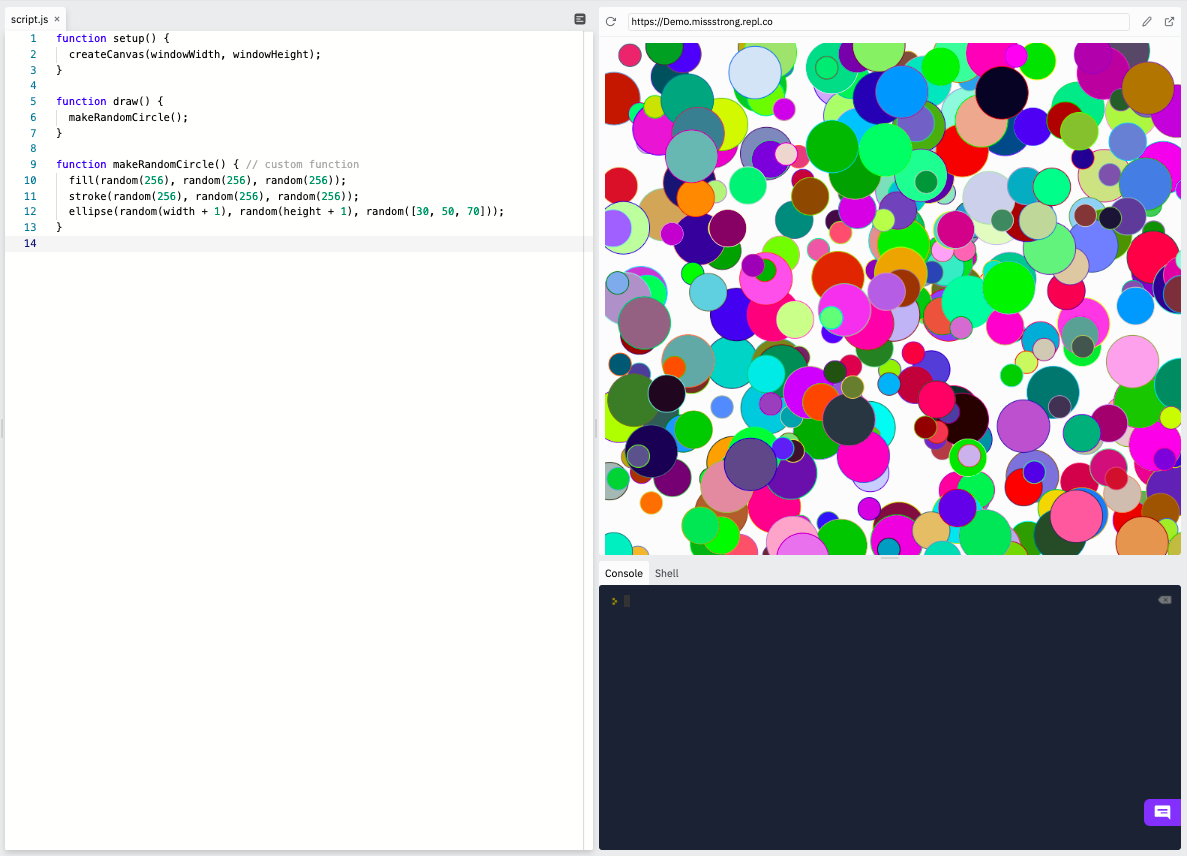 script.js ×
https://Demo.missstrong.repl.co
1 function setup() {
2   createCanvas(windowWidth, windowHeight);
3 }
4
5 function draw() {
6   makeRandomCircle();
7 }
8
9 function makeRandomCircle() { // custom function
10   fill(random(256), random(256), random(256));
11   stroke(random(256), random(256), random(256));
12   ellipse(random(width + 1), random(height + 1), random([30, 50, 70]));
13 }
14
Console Shell
>